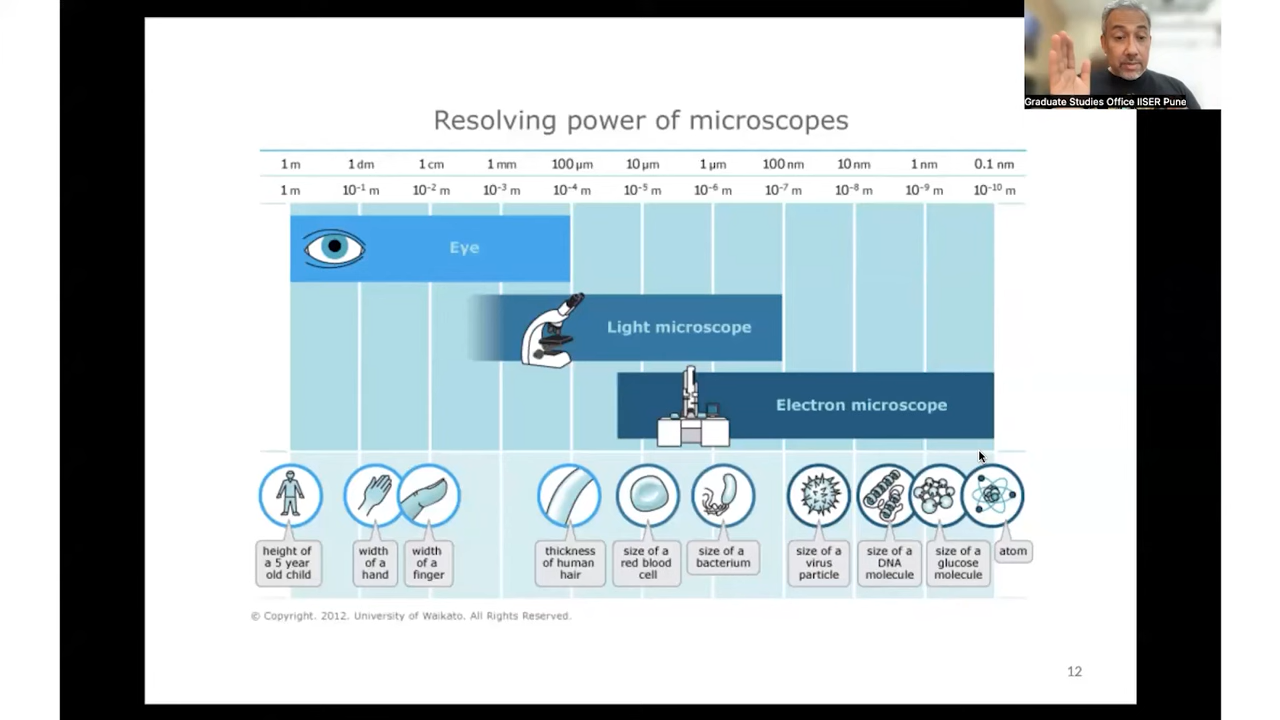 Graduate Studies Office IISER Pune
Resolving power of microscopes
1 m 1 dm 1 cm 1 mm 100 µm 10 µm 1 µm 100 nm 10 nm 1 nm 0.1 nm
1 m 10⁻¹ m 10⁻² m 10⁻³ m 10⁻⁴ m 10⁻⁵ m 10⁻⁶ m 10⁻⁷ m 10⁻⁸ m 10⁻⁹ m 10⁻¹⁰ m
Eye
Light microscope
Electron microscope
height of
a 5 year
old child
width
of a
hand
width
of a
finger
thickness
of human
hair
size of a
red blood
cell
size of a
bacterium
size of a
virus
particle
size of a
DNA
molecule
size of a
glucose
molecule
atom
© Copyright. 2012. University of Waikato. All Rights Reserved.
12